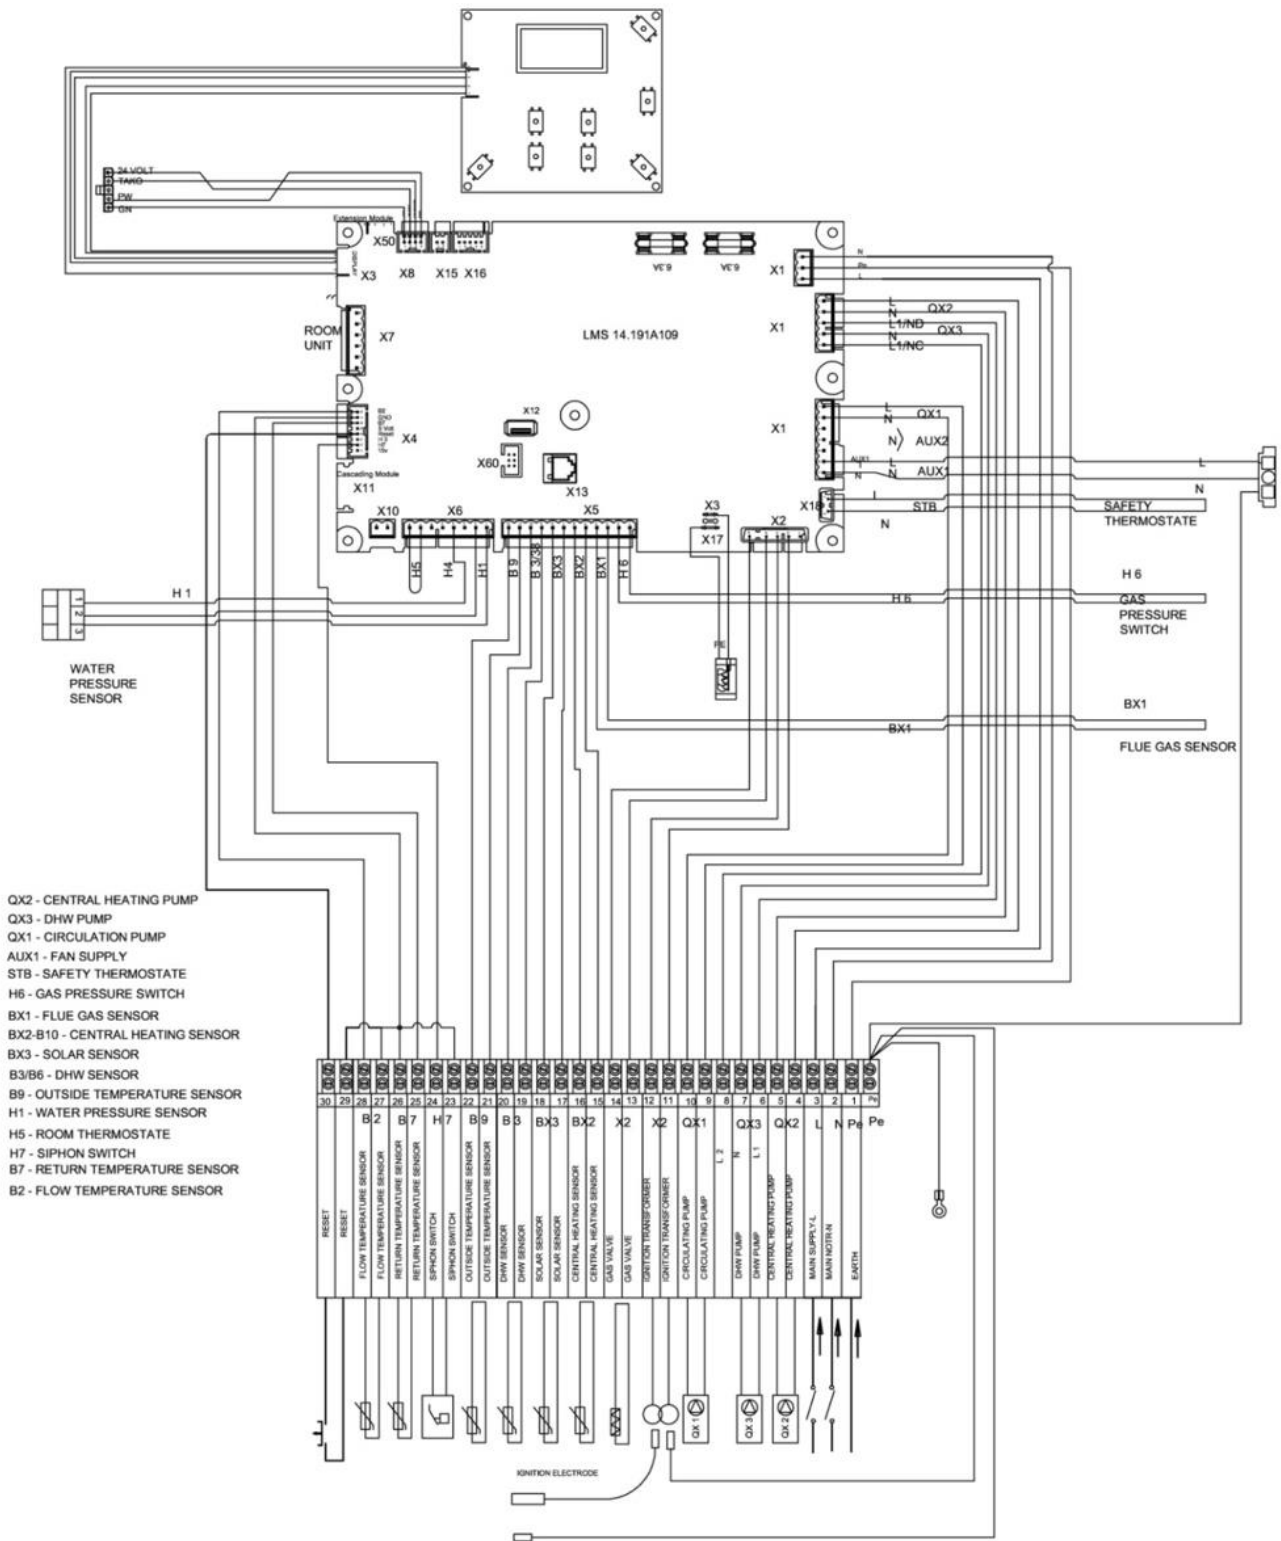 24 VOLT
TAKO
PW
GN
Extension Module
X50
DISPLAY
X3
X8
X15
X16
6.3A
6.3A
X1
N
Pe
L
ROOM
UNIT
X7
LMS 14.191A109
X1
L
N
QX2
L1/ND
N
QX3
L1/NC
X4
X12
X60
X13
Cascading Module
X11
X1
L
N
QX1
N
AUX2
AUX1
L
N
N
AUX1
L
N
X10
X6
X5
X3
X17
X2
X18
STB
N
SAFETY
THERMOSTATE
H5
H4
H1
B 9
B 3/38
BX3
BX2
BX1
H 6
H 1
1
2
3
WATER
PRESSURE
SENSOR
PE
H 6
H 6
GAS
PRESSURE
SWITCH
BX1
BX1
FLUE GAS SENSOR
QX2 - CENTRAL HEATING PUMP
QX3 - DHW PUMP
QX1 - CIRCULATION PUMP
AUX1 - FAN SUPPLY
STB - SAFETY THERMOSTATE
H6 - GAS PRESSURE SWITCH
BX1 - FLUE GAS SENSOR
BX2-B10 - CENTRAL HEATING SENSOR
BX3 - SOLAR SENSOR
B3/B6 - DHW SENSOR
B9 - OUTSIDE TEMPERATURE SENSOR
H1 - WATER PRESSURE SENSOR
H5 - ROOM THERMOSTATE
H7 - SIPHON SWITCH
B7 - RETURN TEMPERATURE SENSOR
B2 - FLOW TEMPERATURE SENSOR
30 29 28 27 26 25 24 23 22 21 20 19 18 17 16 15 14 13 12 11 10 9 8 7 6 5 4 3 2 1 Pe
B 2 B 7 H 7 B 9 B 3 BX3 BX2 X2 X2 QX1 QX3 QX2 L N Pe Pe
L 2
N
L 1
RESET
RESET
FLOW TEMPERATURE SENSOR
FLOW TEMPERATURE SENSOR
RETURN TEMPERATURE SENSOR
RETURN TEMPERATURE SENSOR
SIPHON SWITCH
SIPHON SWITCH
OUTSIDE TEMPERATURE SENSOR
OUTSIDE TEMPERATURE SENSOR
DHW SENSOR
DHW SENSOR
SOLAR SENSOR
SOLAR SENSOR
CENTRAL HEATING SENSOR
CENTRAL HEATING SENSOR
GAS VALVE
GAS VALVE
IGNITION TRANSFORMER
IGNITION TRANSFORMER
CIRCULATING PUMP
CIRCULATING PUMP
DHW PUMP
DHW PUMP
CENTRAL HEATING PUMP
CENTRAL HEATING PUMP
MAIN SUPPLY-L
MAIN NOTR-N
EARTH
QX 1
QX 3
QX 2
IGNITION ELECTRODE